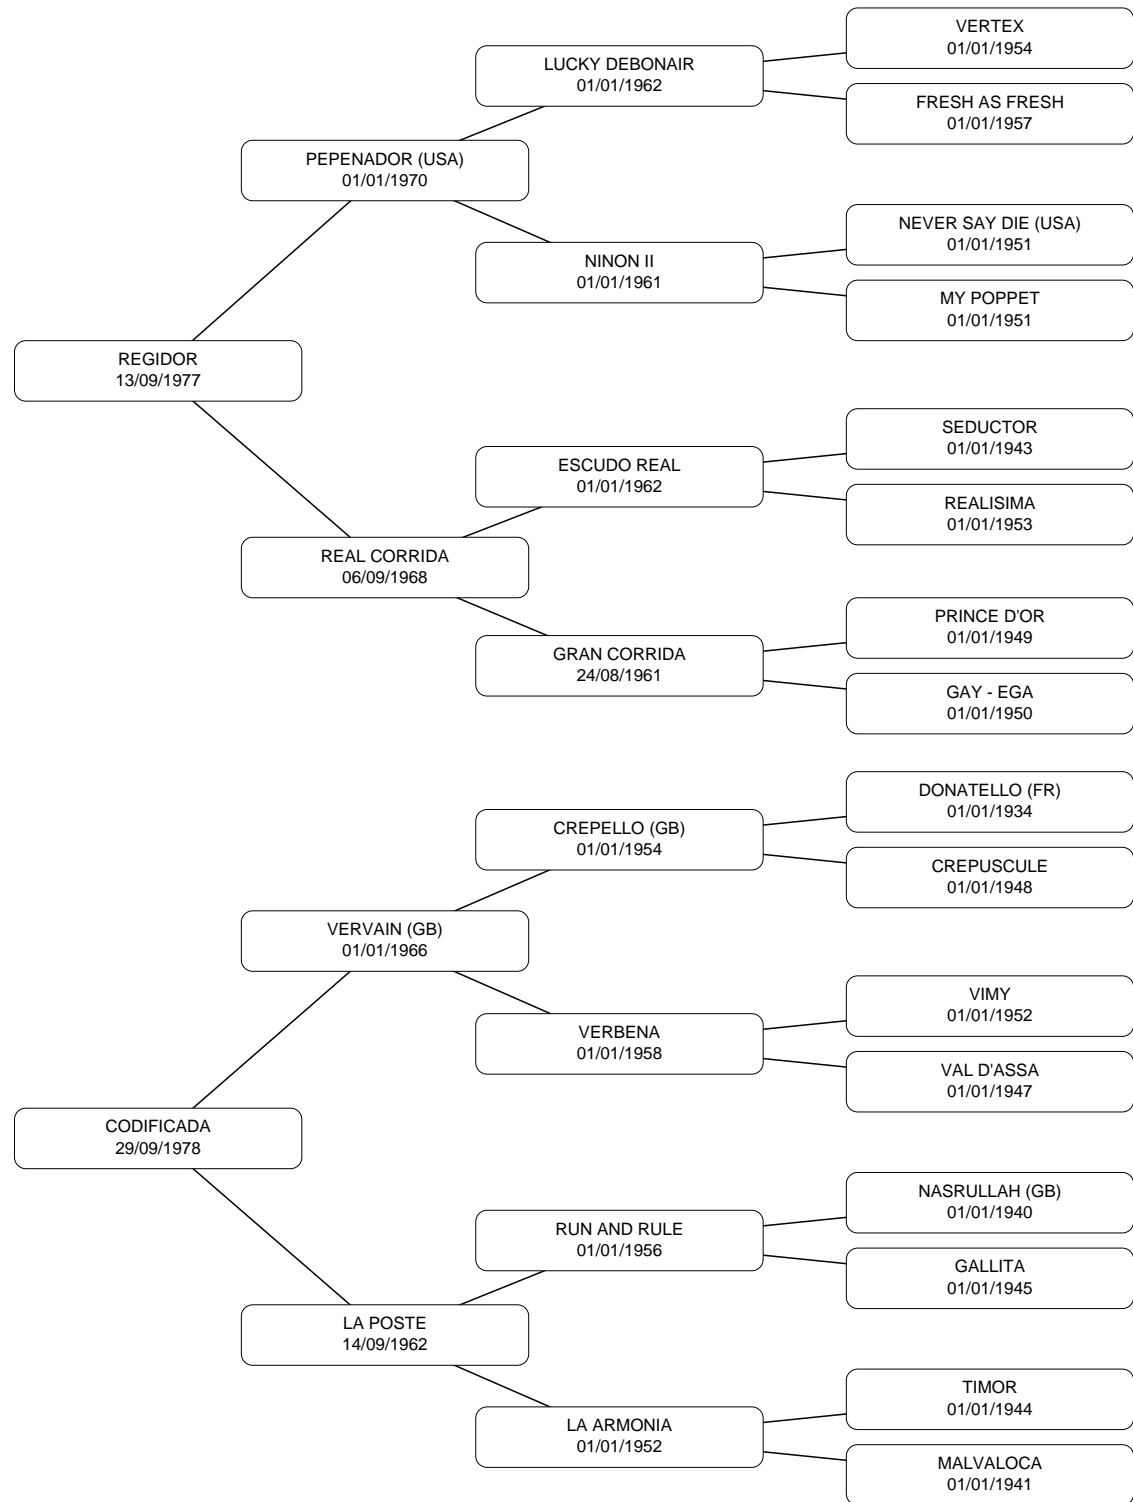 VERTEX
01/01/1954
LUCKY DEBONAIR
01/01/1962
FRESH AS FRESH
01/01/1957
PEPENADOR (USA)
01/01/1970
NEVER SAY DIE (USA)
01/01/1951
NINON II
01/01/1961
MY POPPET
01/01/1951
REGIDOR
13/09/1977
SEDUCTOR
01/01/1943
ESCUDO REAL
01/01/1962
REALISIMA
01/01/1953
REAL CORRIDA
06/09/1968
PRINCE D'OR
01/01/1949
GRAN CORRIDA
24/08/1961
GAY - EGA
01/01/1950
DONATELLO (FR)
01/01/1934
CREPELLO (GB)
01/01/1954
CREPUSCULE
01/01/1948
VERVAIN (GB)
01/01/1966
VIMY
01/01/1952
VERBENA
01/01/1958
VAL D'ASSA
01/01/1947
CODIFICADA
29/09/1978
NASRULLAH (GB)
01/01/1940
RUN AND RULE
01/01/1956
GALLITA
01/01/1945
LA POSTE
14/09/1962
TIMOR
01/01/1944
LA ARMONIA
01/01/1952
MALVALOCA
01/01/1941